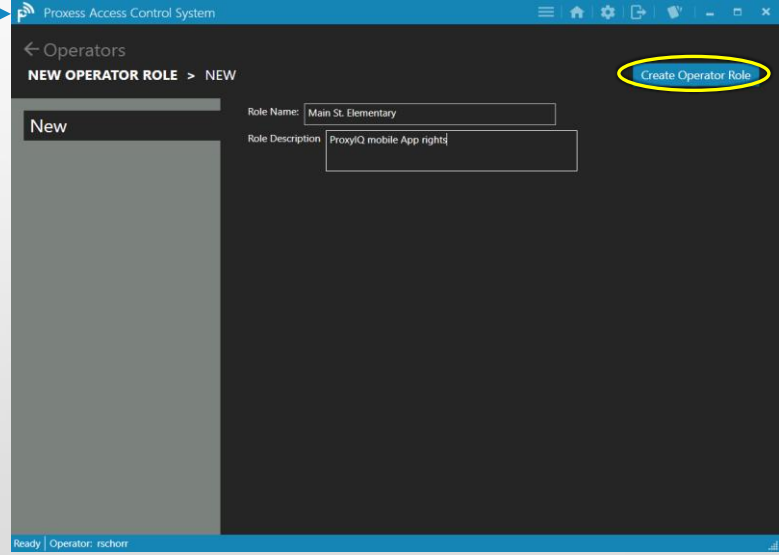 Proxess Access Control System
Operators
NEW OPERATOR ROLE > NEW
Create Operator Role
New
Role Name: Main St. Elementary
Role Description ProxyIQ mobile App rights
Ready Operator: rschorr